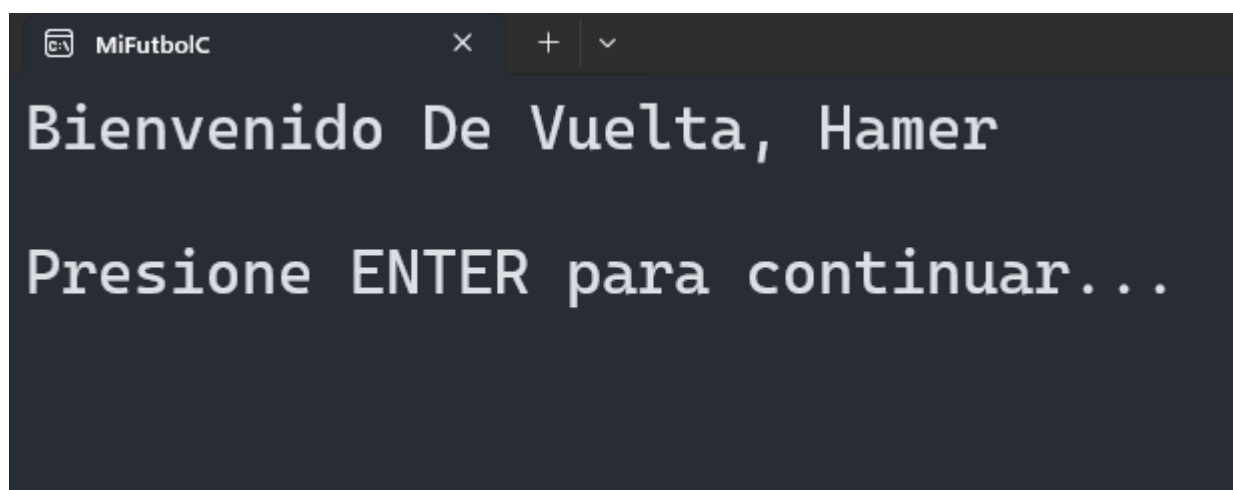 MiFutbolC
Bienvenido De Vuelta, Hamer
Presione ENTER para continuar...